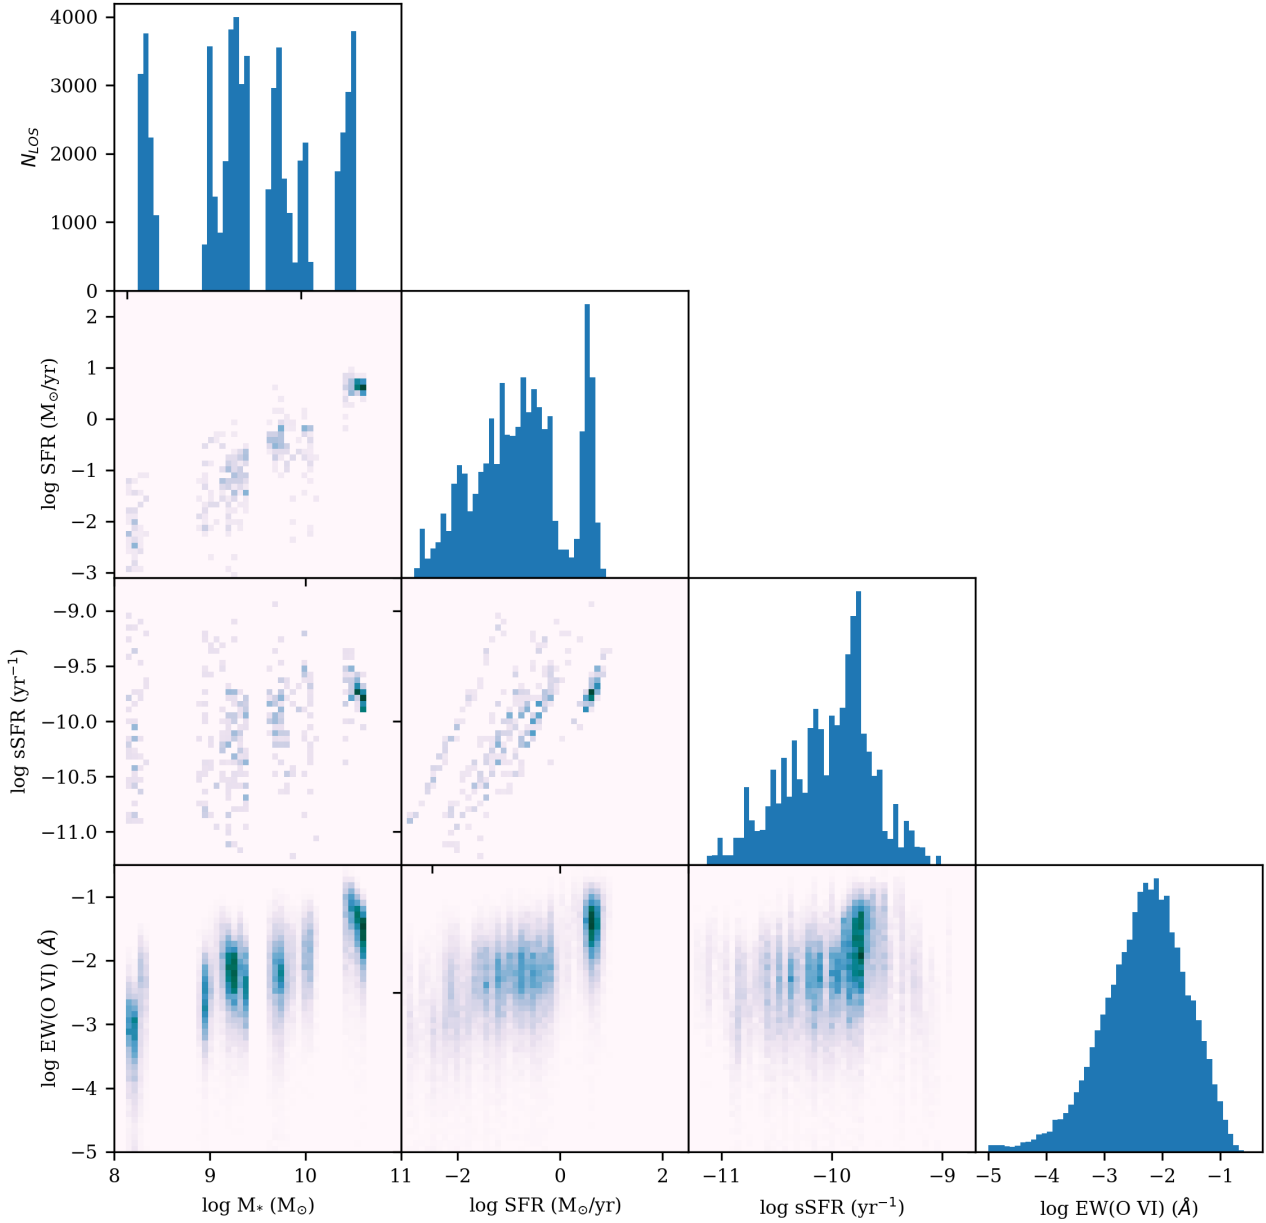 4000
3000
2000
1000
0
N_LOS
2
1
0
−1
−2
−3
log SFR (M⊙/yr)
−9.0
−9.5
−10.0
−10.5
−11.0
log sSFR (yr⁻¹)
−1
−2
−3
−4
−5
log EW(O VI) (Å)
8 9 10 11
−2 0 2
−11 −10 −9
−5 −4 −3 −2 −1
log M* (M⊙)
log SFR (M⊙/yr)
log sSFR (yr⁻¹)
log EW(O VI) (Å)